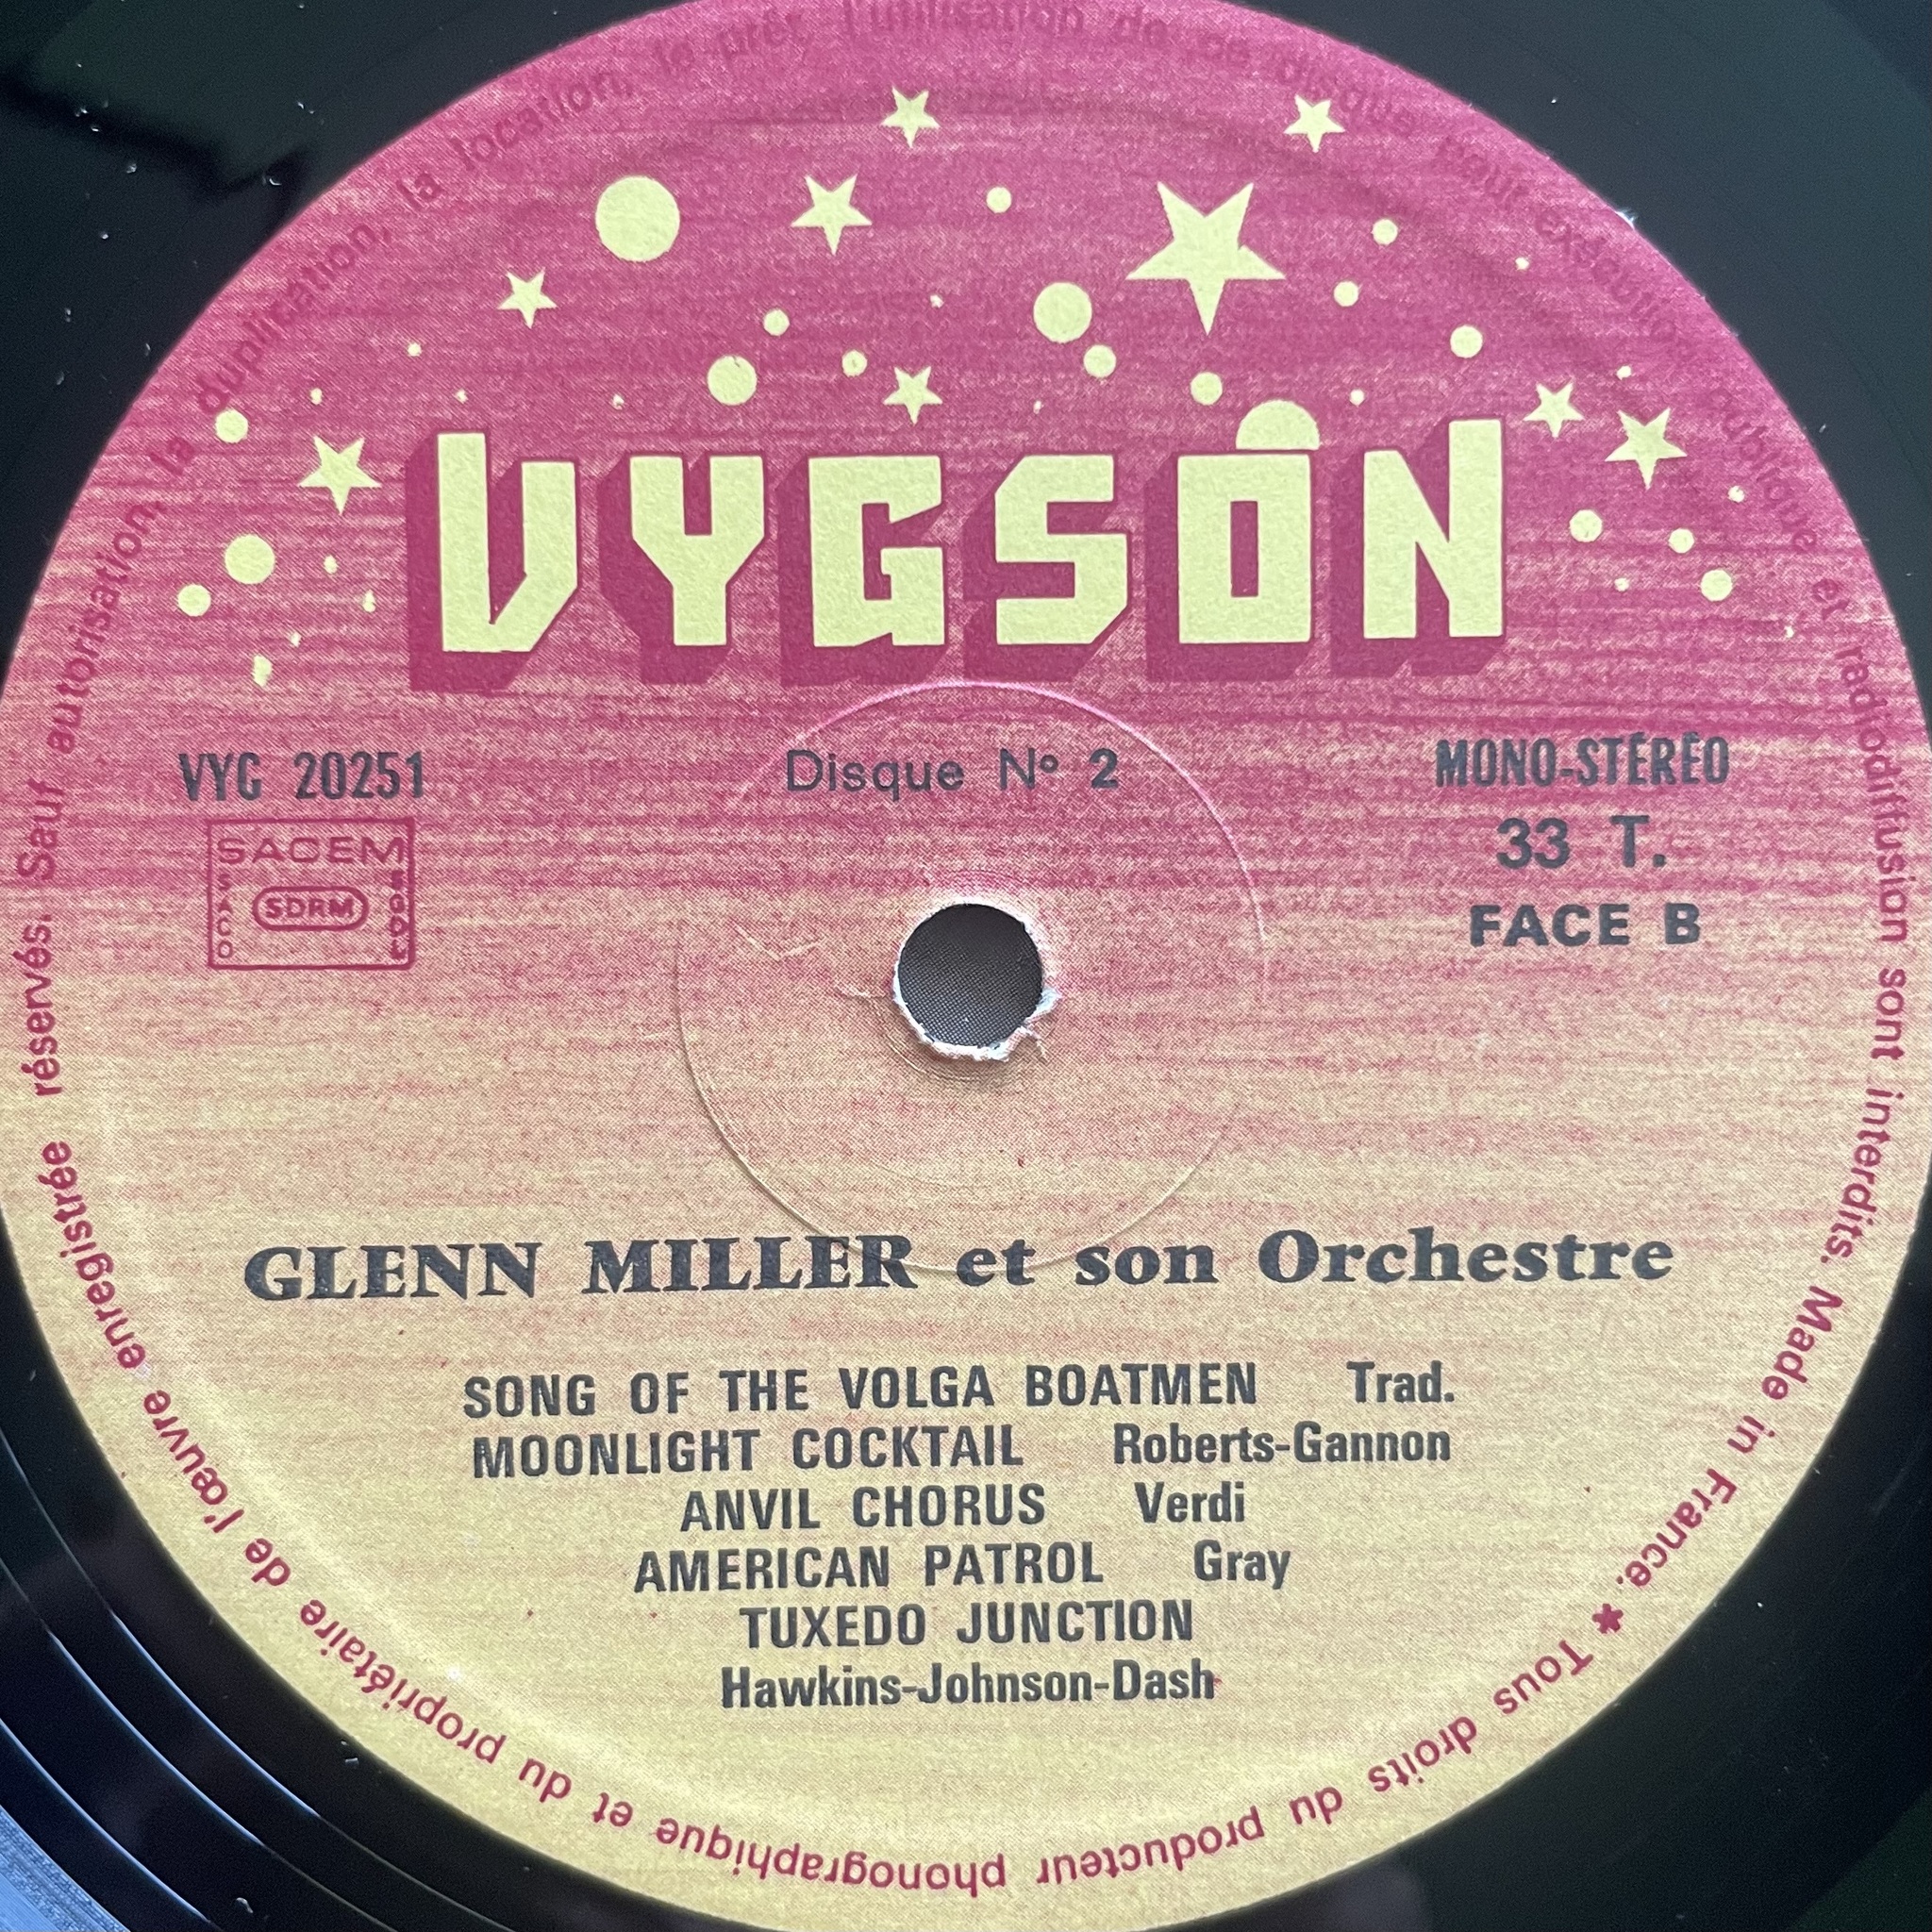 VYGSON
VYG 20251
Disque Nº 2
MONO-STÉRÉO
33 T.
FACE B
SACEM
SACD
SDRM
GLENN MILLER et son Orchestre
SONG OF THE VOLGA BOATMEN Trad.
MOONLIGHT COCKTAIL Roberts-Gannon
ANVIL CHORUS Verdi
AMERICAN PATROL Gray
TUXEDO JUNCTION
Hawkins-Johnson-Dash
* Tous droits du producteur phonographique et du propriétaire de l'œuvre enregistrée réservés. Sauf autorisation, la duplication, la location, le prêt, l'utilisation de ce disque pour exécution publique et radiodiffusion sont interdits. Made in France.